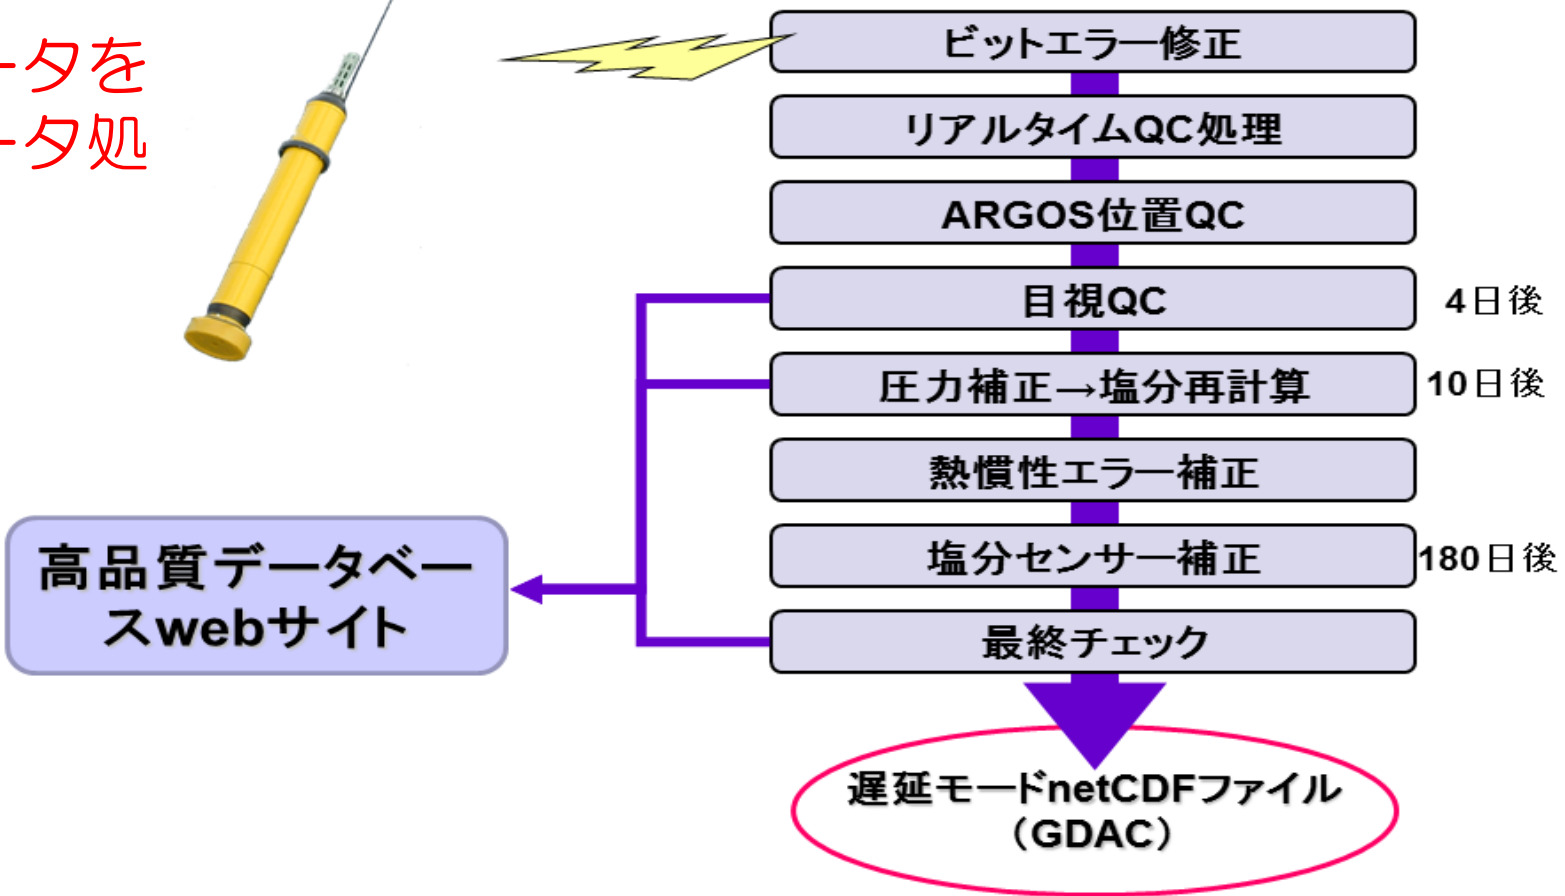 ータを
ータ処
ビットエラー修正
リアルタイムQC処理
ARGOS位置QC
目視QC
4日後
圧力補正→塩分再計算
10日後
熱慣性エラー補正
塩分センサー補正
180日後
最終チェック
高品質データベー
スwebサイト
遅延モードnetCDFファイル
（GDAC）